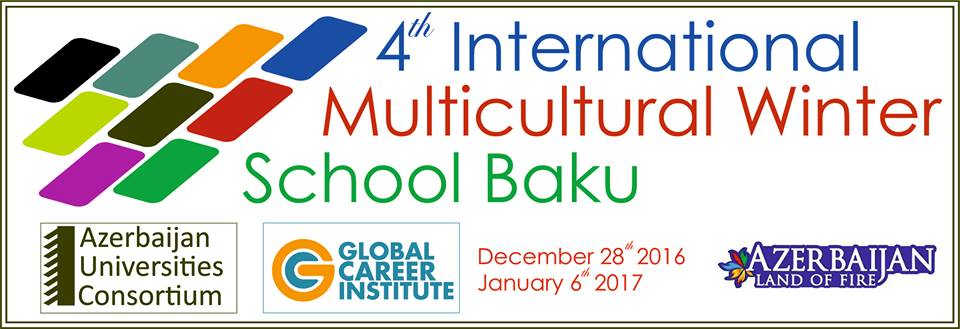 4th International
Multicultural Winter
School Baku
Azerbaijan
Universities
Consortium
GLOBAL
CAREER
INSTITUTE
December 28th 2016
January 6th 2017
AZERBAIJAN
LAND OF FIRE